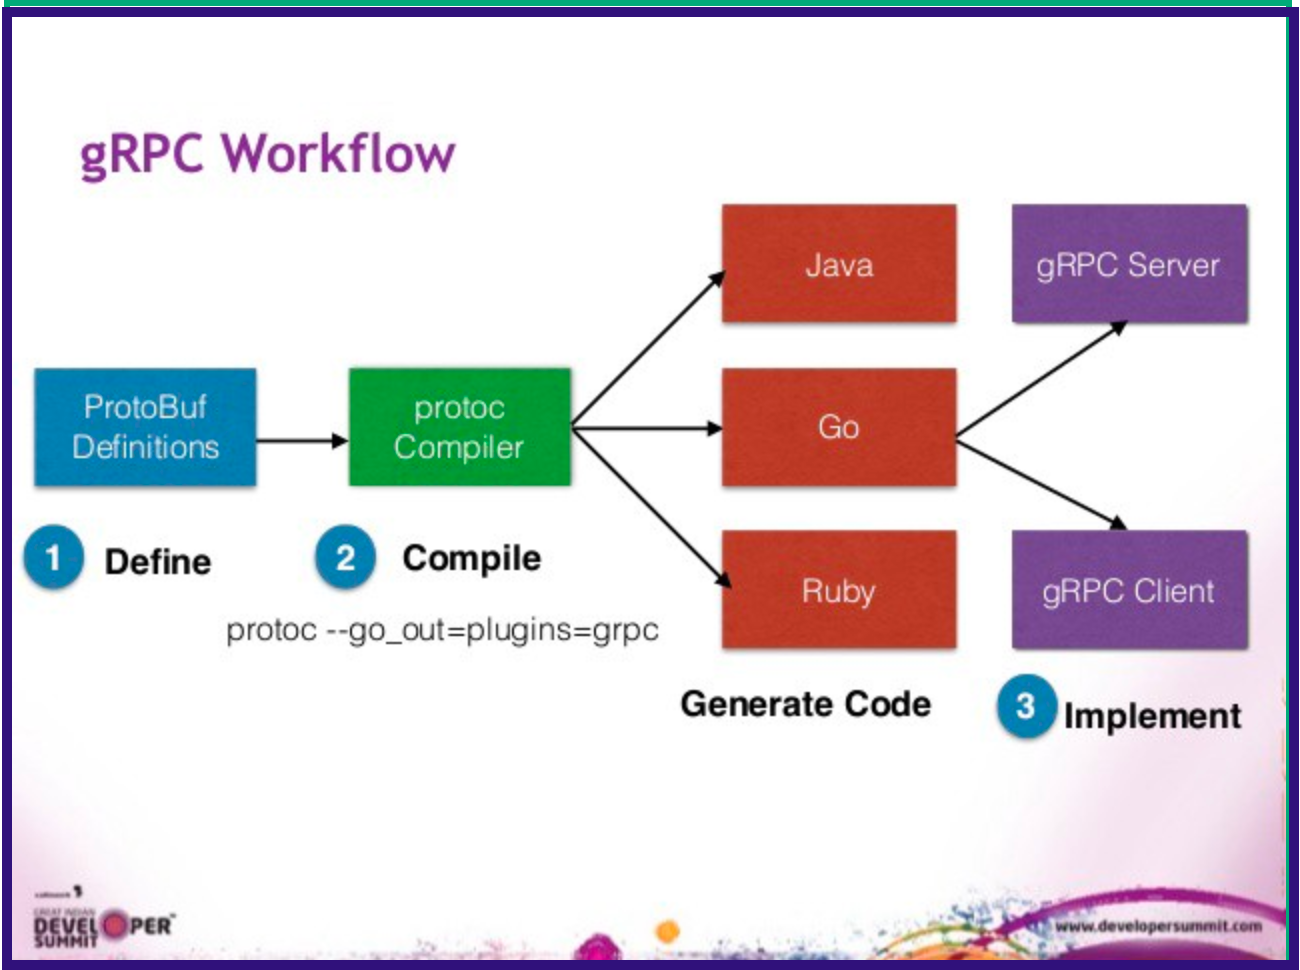 gRPC Workflow
Java
gRPC Server
ProtoBuf
Definitions
protoc
Compiler
Go
1 Define
2 Compile
Ruby
gRPC Client
protoc --go_out=plugins=grpc
Generate Code
3 Implement
GREAT INDIAN
DEVELOPER™
SUMMIT
www.developersummit.com